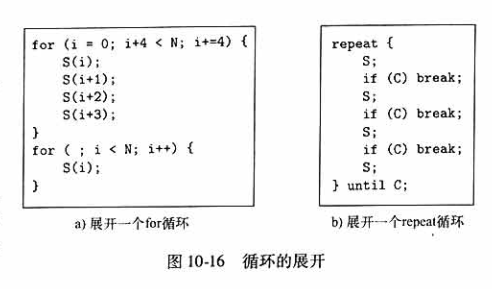 for (i = 0; i+4 < N; i+=4) {
S(i);
S(i+1);
S(i+2);
S(i+3);
}
for ( ; i < N; i++) {
S(i);
}
a) 展开一个for循环
repeat {
S;
if (C) break;
S;
if (C) break;
S;
if (C) break;
S;
} until C;
b) 展开一个repeat循环
图 10-16 循环的展开